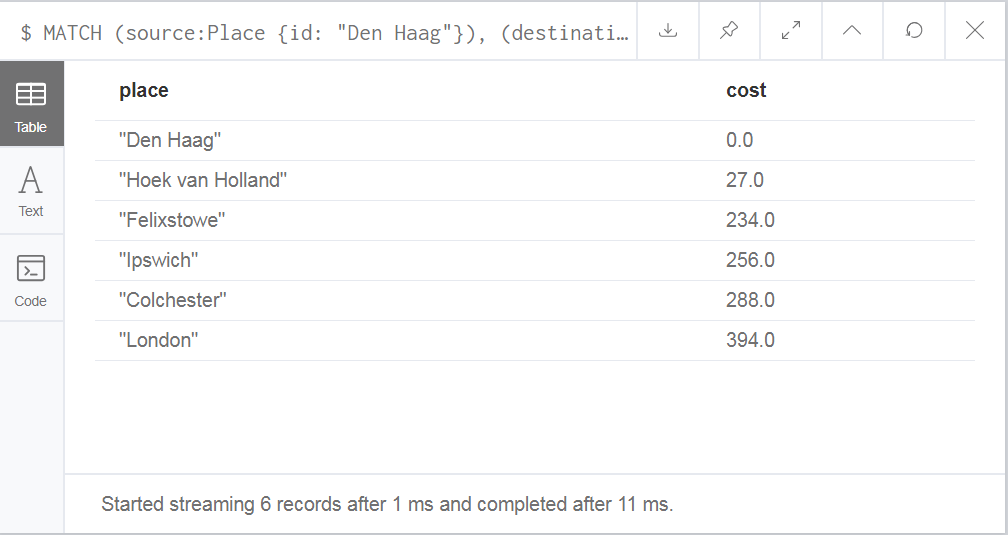 $ MATCH (source:Place {id: "Den Haag"}), (destinati…
Table
Text
Code
place cost
"Den Haag" 0.0
"Hoek van Holland" 27.0
"Felixstowe" 234.0
"Ipswich" 256.0
"Colchester" 288.0
"London" 394.0
Started streaming 6 records after 1 ms and completed after 11 ms.